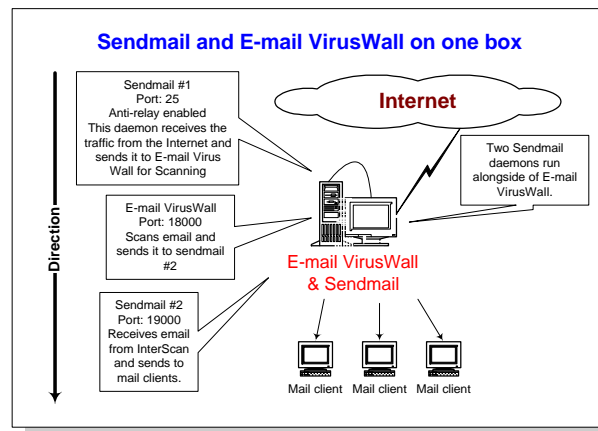 Sendmail and E-mail VirusWall on one box
Sendmail #1
Port: 25
Anti-relay enabled
This daemon receives the
traffic from the Internet and
sends it to E-mail Virus
Wall for Scanning
Internet
Two Sendmail
daemons run
alongside of E-mail
VirusWall.
E-mail VirusWall
Port: 18000
Scans email and
sends it to sendmail
#2
Direction
E-mail VirusWall
& Sendmail
Sendmail #2
Port: 19000
Receives email
from InterScan
and sends to
mail clients.
Mail client
Mail client
Mail client